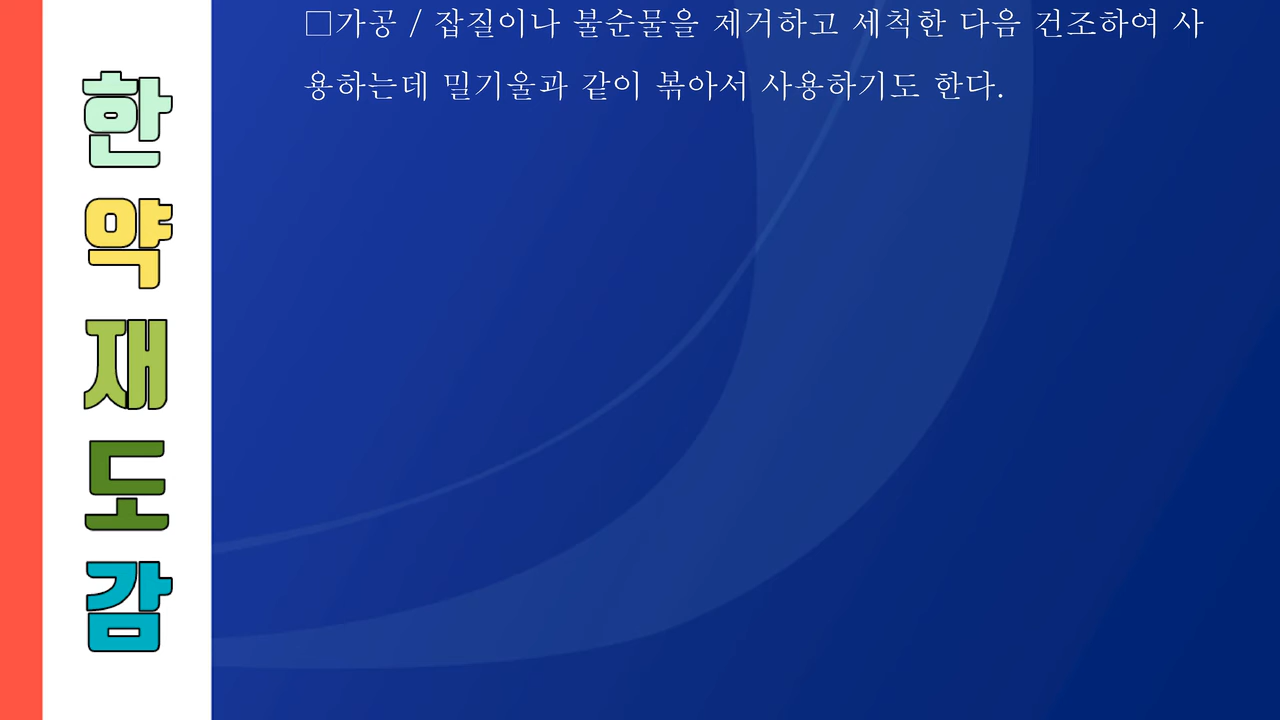 한약재도감
□가공 / 잡질이나 불순물을 제거하고 세척한 다음 건조하여 사
용하는데 밀기울과 같이 볶아서 사용하기도 한다.